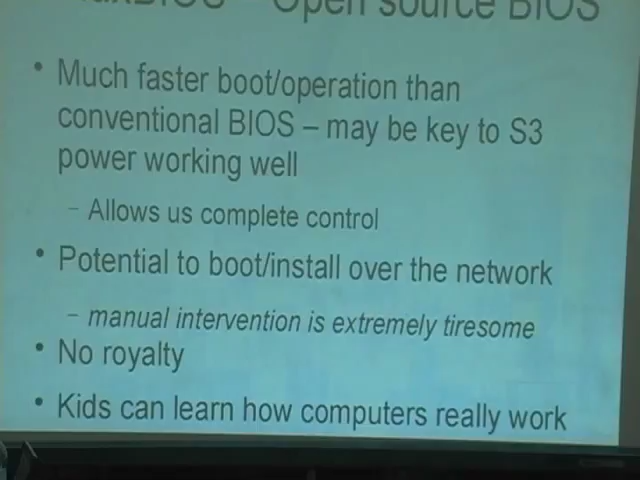 Open source BIOS
• Much faster boot/operation than
conventional BIOS – may be key to S3
power working well
– Allows us complete control
• Potential to boot/install over the network
– manual intervention is extremely tiresome
• No royalty
• Kids can learn how computers really work